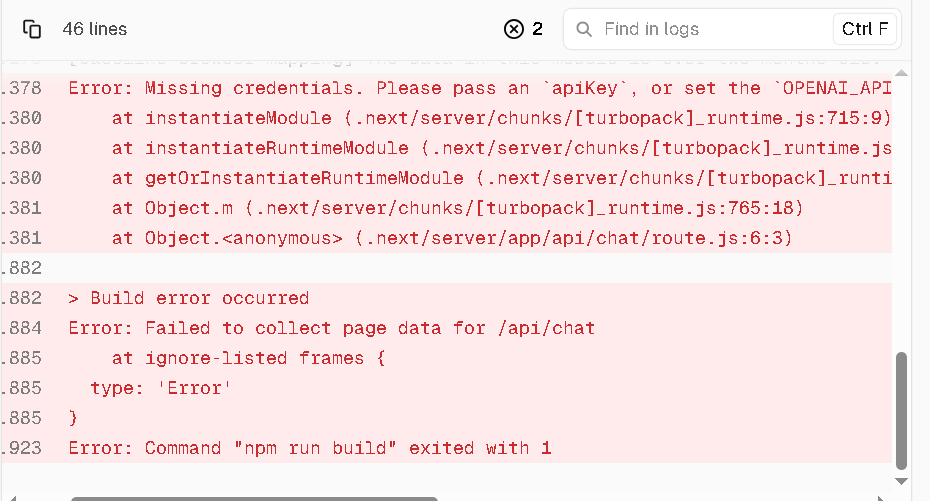 46 lines
2
Find in logs
Ctrl F
.378 Error: Missing credentials. Please pass an `apiKey`, or set the `OPENAI_API
.380 at instantiateModule (.next/server/chunks/[turbopack]_runtime.js:715:9)
.380 at instantiateRuntimeModule (.next/server/chunks/[turbopack]_runtime.js
.380 at getOrInstantiateRuntimeModule (.next/server/chunks/[turbopack]_runti
.381 at Object.m (.next/server/chunks/[turbopack]_runtime.js:765:18)
.381 at Object.<anonymous> (.next/server/app/api/chat/route.js:6:3)
.882
.882 > Build error occurred
.884 Error: Failed to collect page data for /api/chat
.885 at ignore-listed frames {
.885 type: 'Error'
.885 }
.923 Error: Command "npm run build" exited with 1